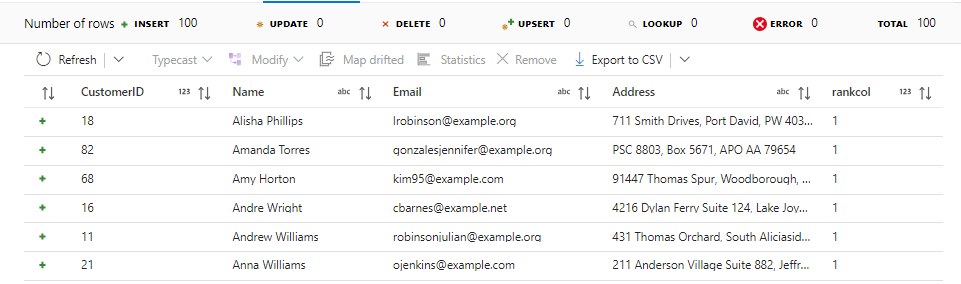 Number of rows INSERT 100 UPDATE 0 DELETE 0 UPSERT 0 LOOKUP 0 ERROR 0 TOTAL 100
Refresh Typecast Modify Map drifted Statistics Remove Export to CSV
CustomerID 123 Name abc Email abc Address abc rankcol 123
18 Alisha Phillips lrobinson@example.org 711 Smith Drives, Port David, PW 403... 1
82 Amanda Torres gonzalesjennifer@example.org PSC 8803, Box 5671, APO AA 79654 1
68 Amy Horton kim95@example.com 91447 Thomas Spur, Woodborough, ... 1
16 Andre Wright cbarnes@example.net 4216 Dylan Ferry Suite 124, Lake Joy... 1
11 Andrew Williams robinsonjulian@example.org 431 Thomas Orchard, South Aliciasid... 1
21 Anna Williams ojenkins@example.com 211 Anderson Village Suite 882, Jeffr... 1